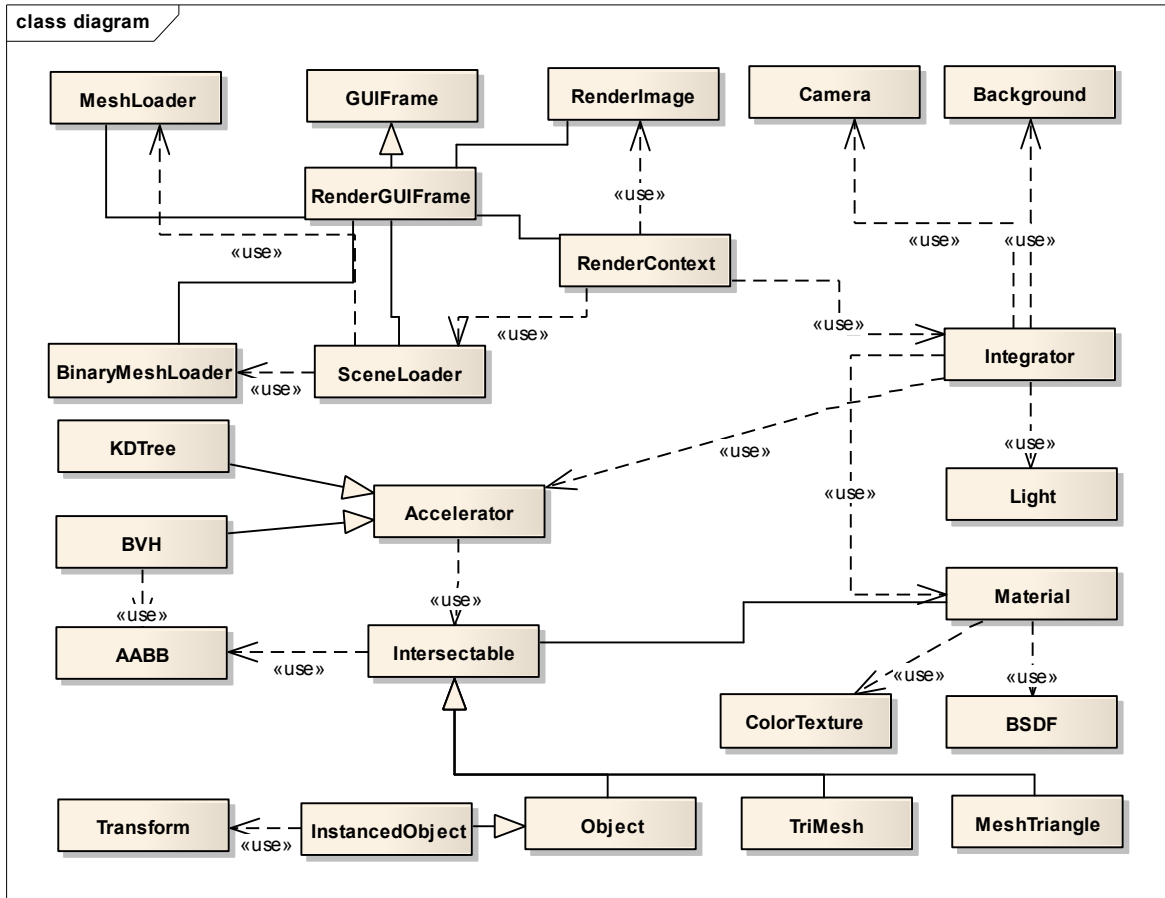 class diagram
MeshLoader
GUIFrame
RenderImage
Camera
Background
RenderGUIFrame
«use»
«use»
«use»
«use»
RenderContext
«use»
«use»
BinaryMeshLoader
«use»
SceneLoader
Integrator
KDTree
«use»
«use»
Accelerator
«use»
Light
BVH
«use»
«use»
Material
AABB
«use»
Intersectable
«use»
«use»
ColorTexture
BSDF
Transform
«use»
InstancedObject
Object
TriMesh
MeshTriangle